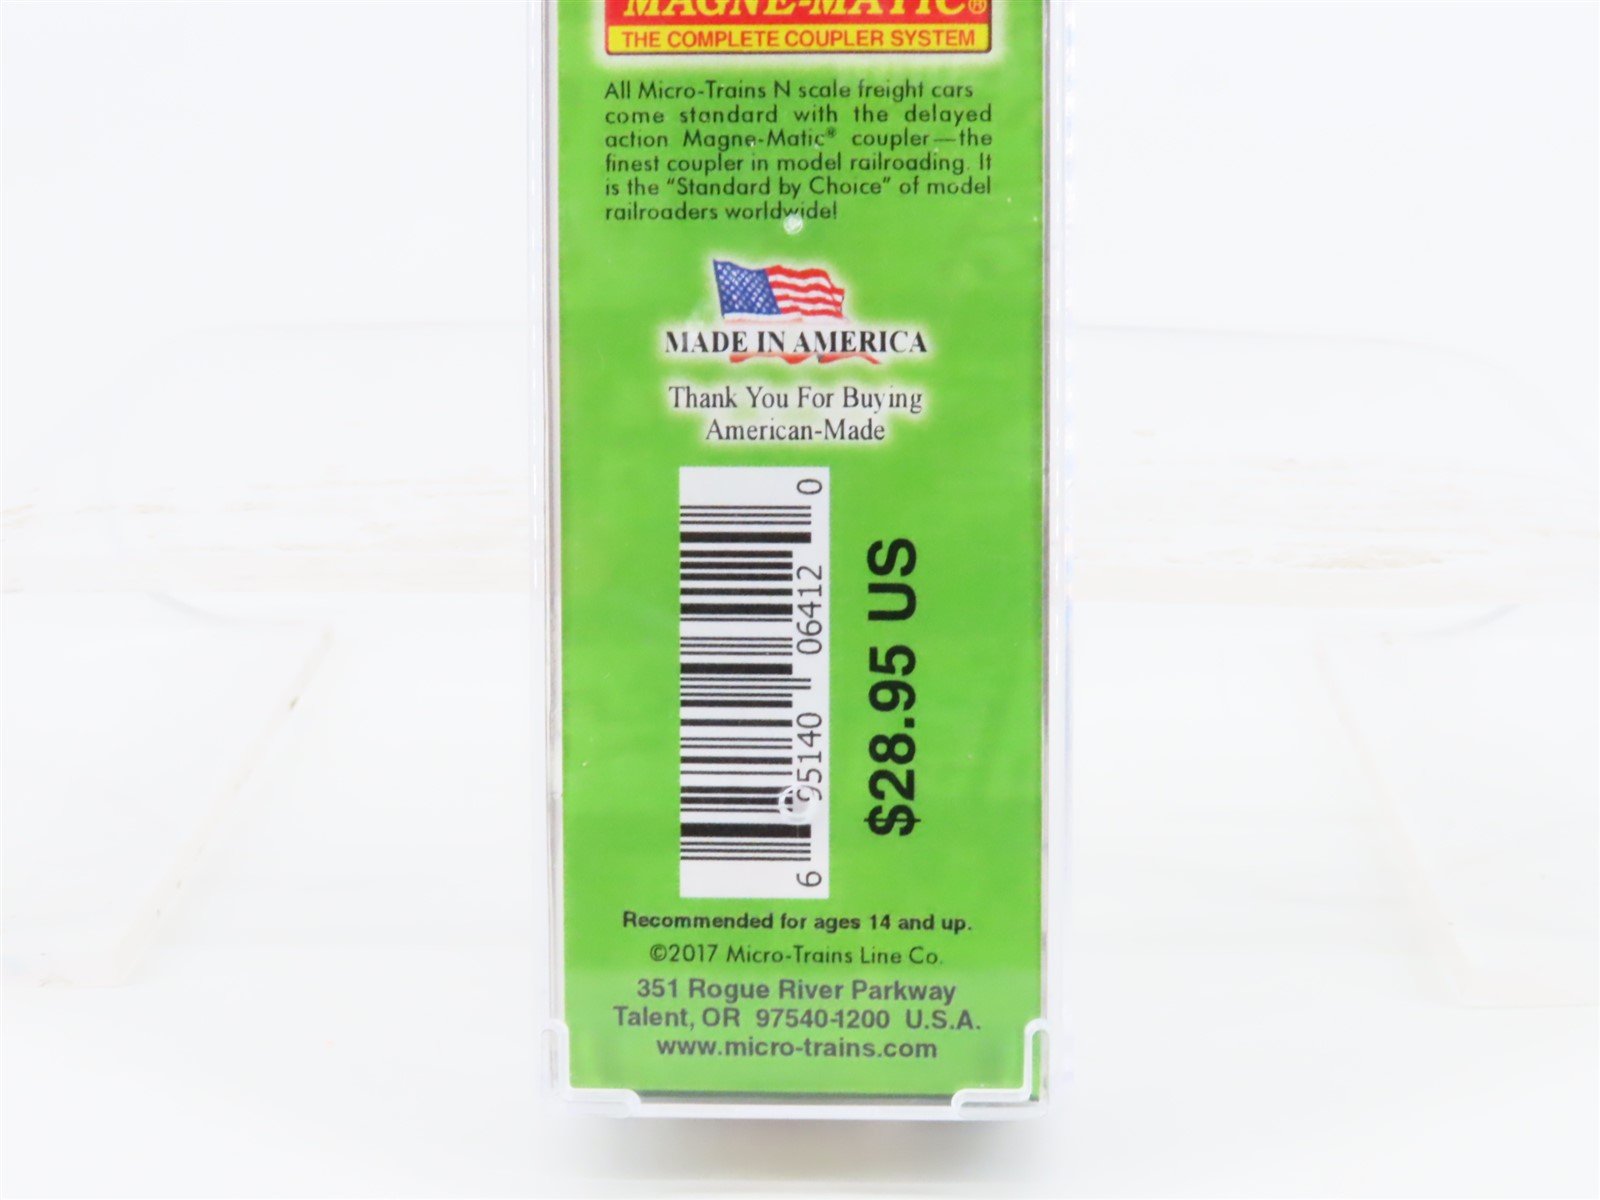 MAGNE-MATIC®
THE COMPLETE COUPLER SYSTEM
All Micro-Trains N scale freight cars
come standard with the delayed
action Magne-Matic® coupler—the
finest coupler in model railroading. It
is the "Standard by Choice" of model
railroaders worldwide!
MADE IN AMERICA
Thank You For Buying
American-Made
6 95140 06412 0
$28.95 US
Recommended for ages 14 and up.
©2017 Micro-Trains Line Co.
351 Rogue River Parkway
Talent, OR 97540-1200 U.S.A.
www.micro-trains.com